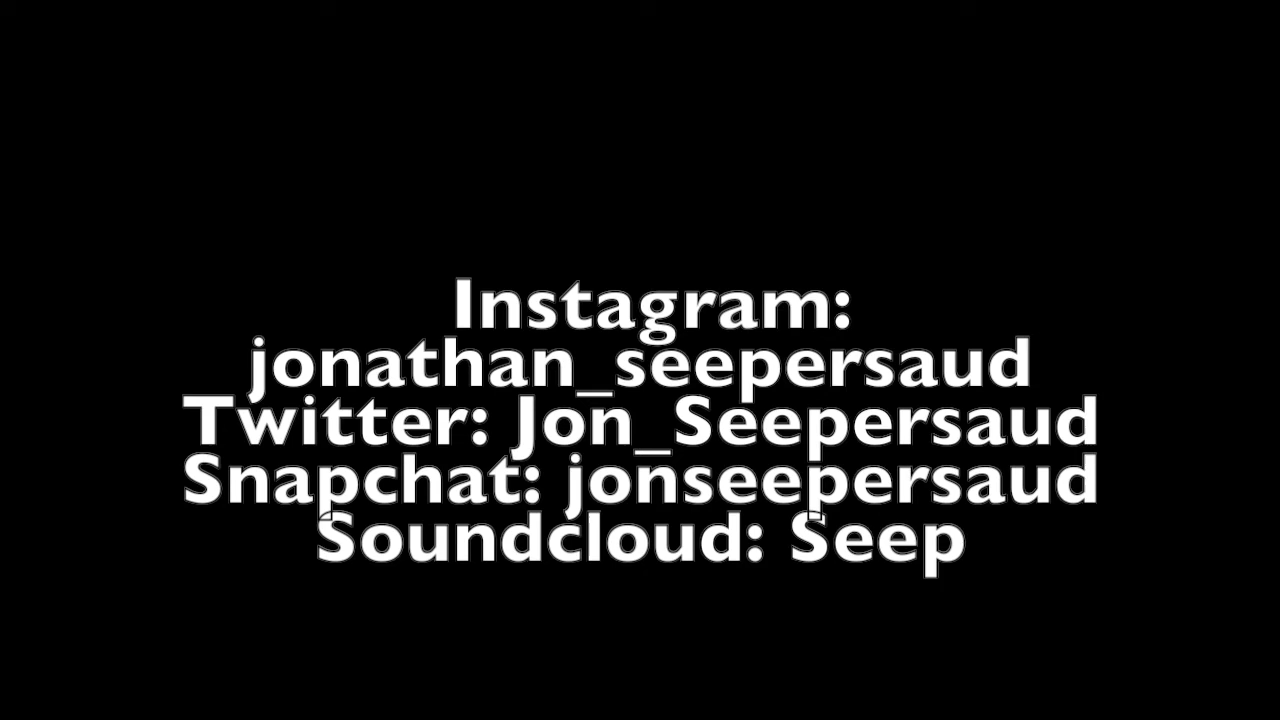 Instagram:
jonathan_seepersaud
Twitter: Jon_Seepersaud
Snapchat: jonseepersaud
Soundcloud: Seep